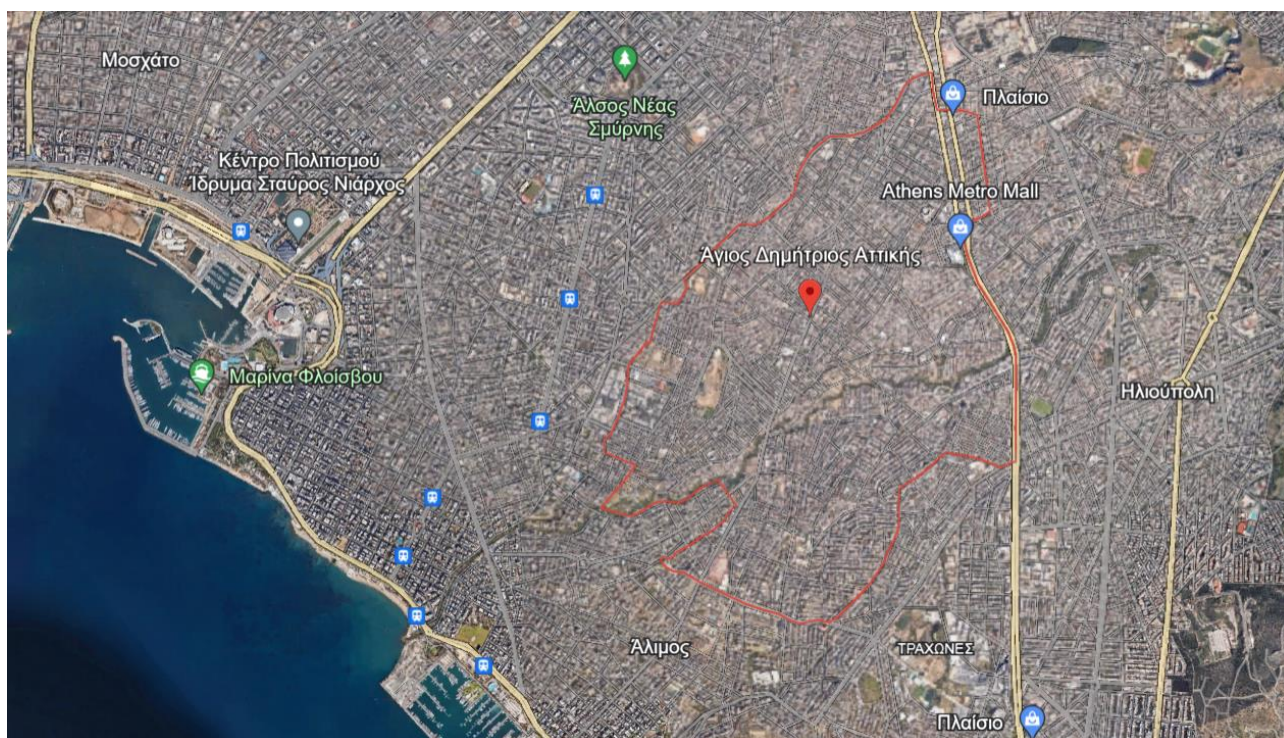 Μοσχάτο
Άλσος Νέας
Σμύρνης
Πλαίσιο
Κέντρο Πολιτισμού
Ίδρυμα Σταύρος Νιάρχος
Athens Metro Mall
Άγιος Δημήτριος Αττικής
Μαρίνα Φλοίσβου
Ηλιούπολη
Άλιμος
ΤΡΑΧΩΝΕΣ
Πλαίσιο